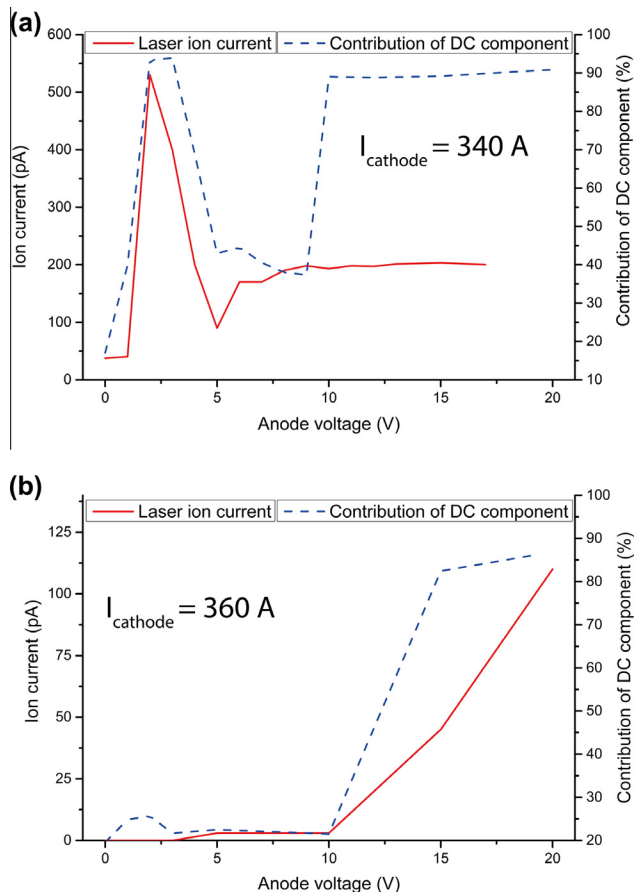 (a)
Laser ion current
Contribution of DC component
I cathode = 340 A
Ion current (pA)
600
500
400
300
200
100
0
Contribution of DC component (%)
100
90
80
70
60
50
40
30
20
10
0 5 10 15 20
Anode voltage (V)
(b)
Laser ion current
Contribution of DC component
I cathode = 360 A
Ion current (pA)
125
100
75
50
25
0
Contribution of DC component (%)
100
90
80
70
60
50
40
30
20
0 5 10 15 20
Anode voltage (V)